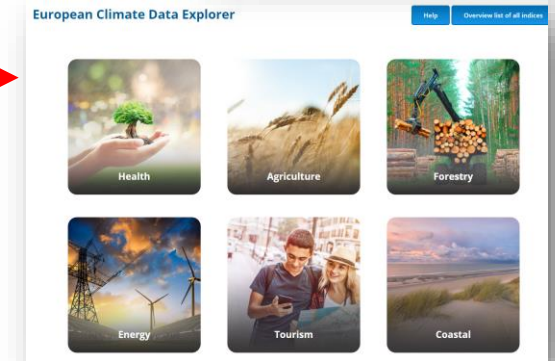 European Climate Data Explorer
Help
Overview list of all indices
Health
Agriculture
Forestry
Energy
Tourism
Coastal